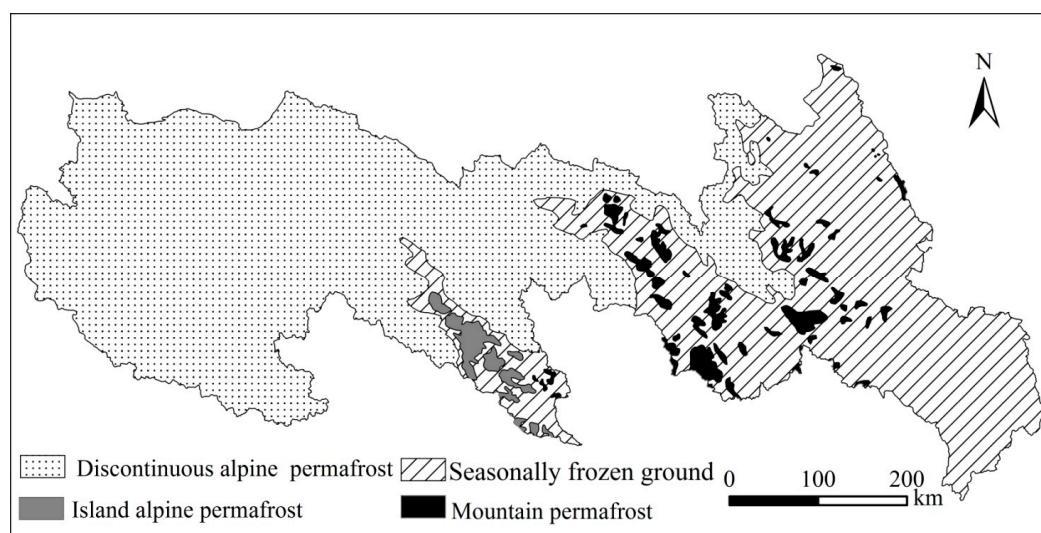 N
Discontinuous alpine permafrost
Seasonally frozen ground
0 100 200
km
Island alpine permafrost
Mountain permafrost